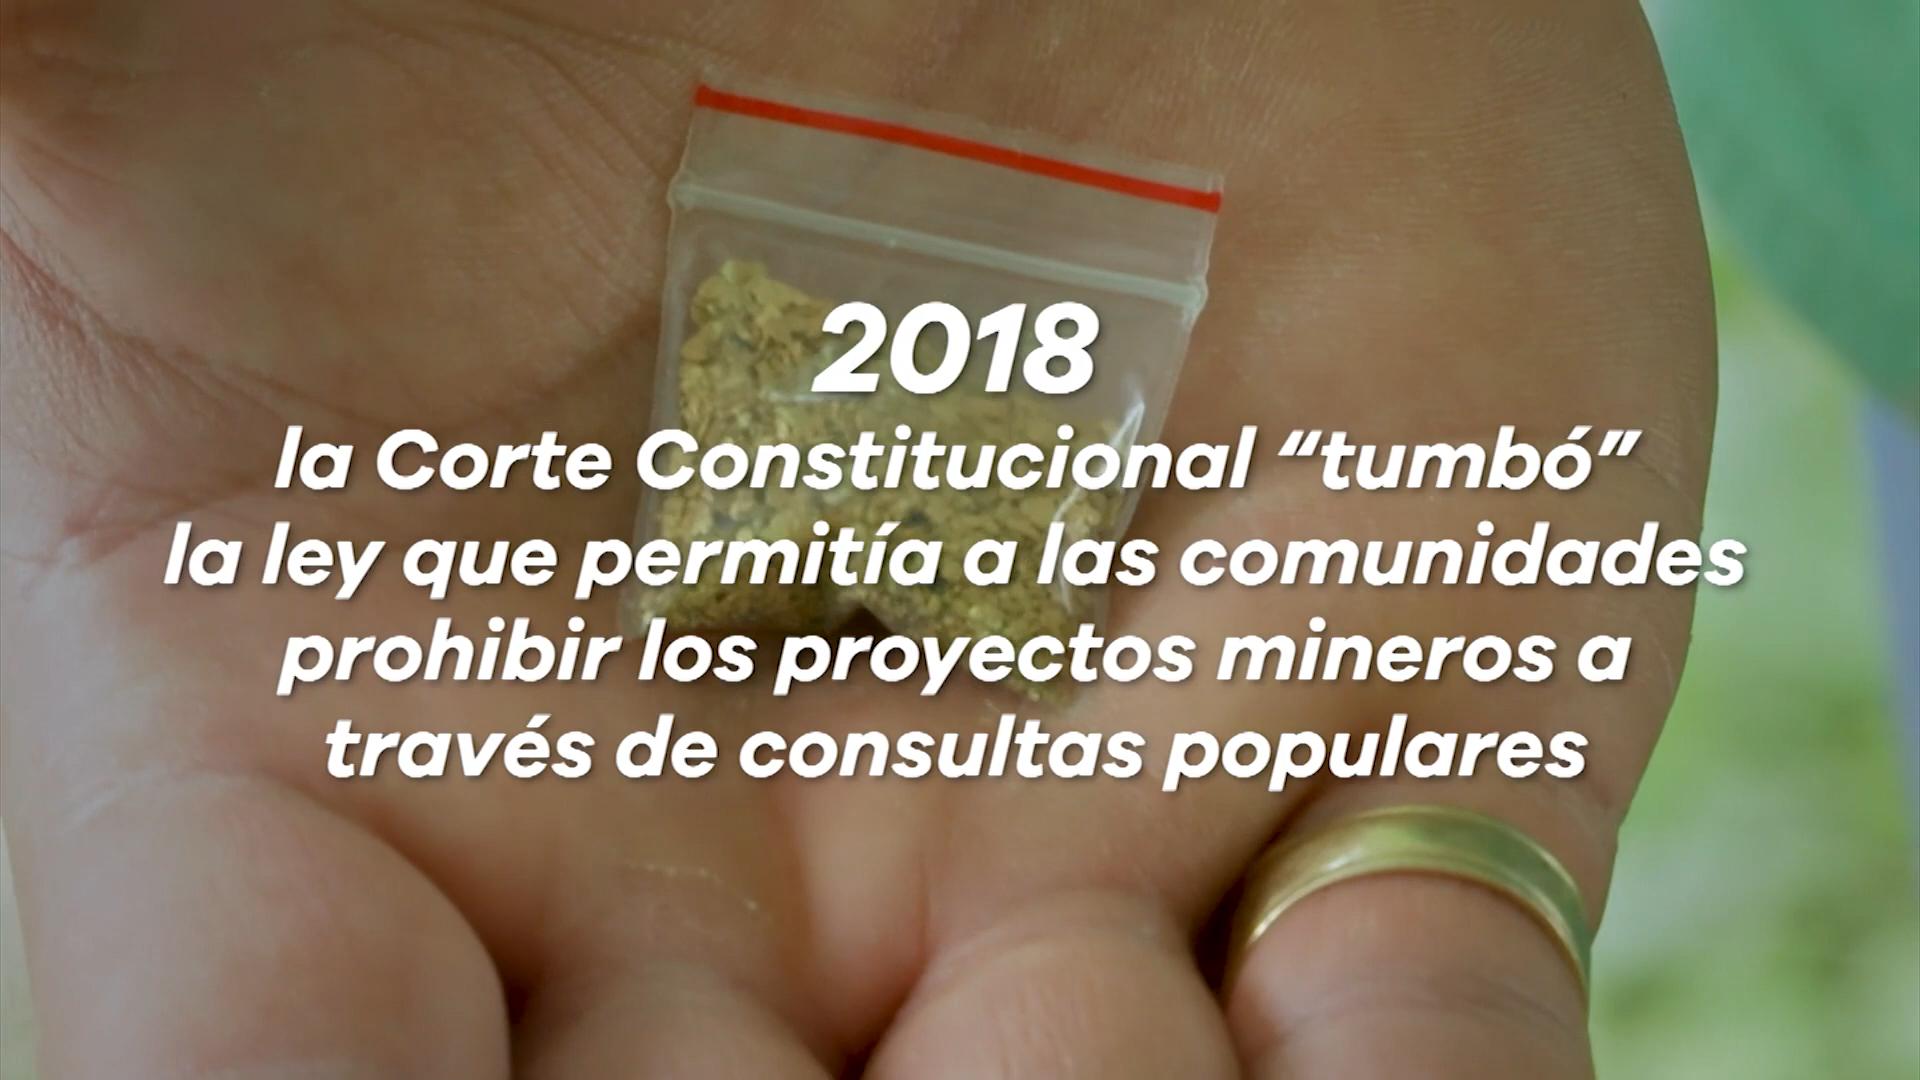 2018
la Corte Constitucional “tumbó”
la ley que permitía a las comunidades
prohibir los proyectos mineros a
través de consultas populares